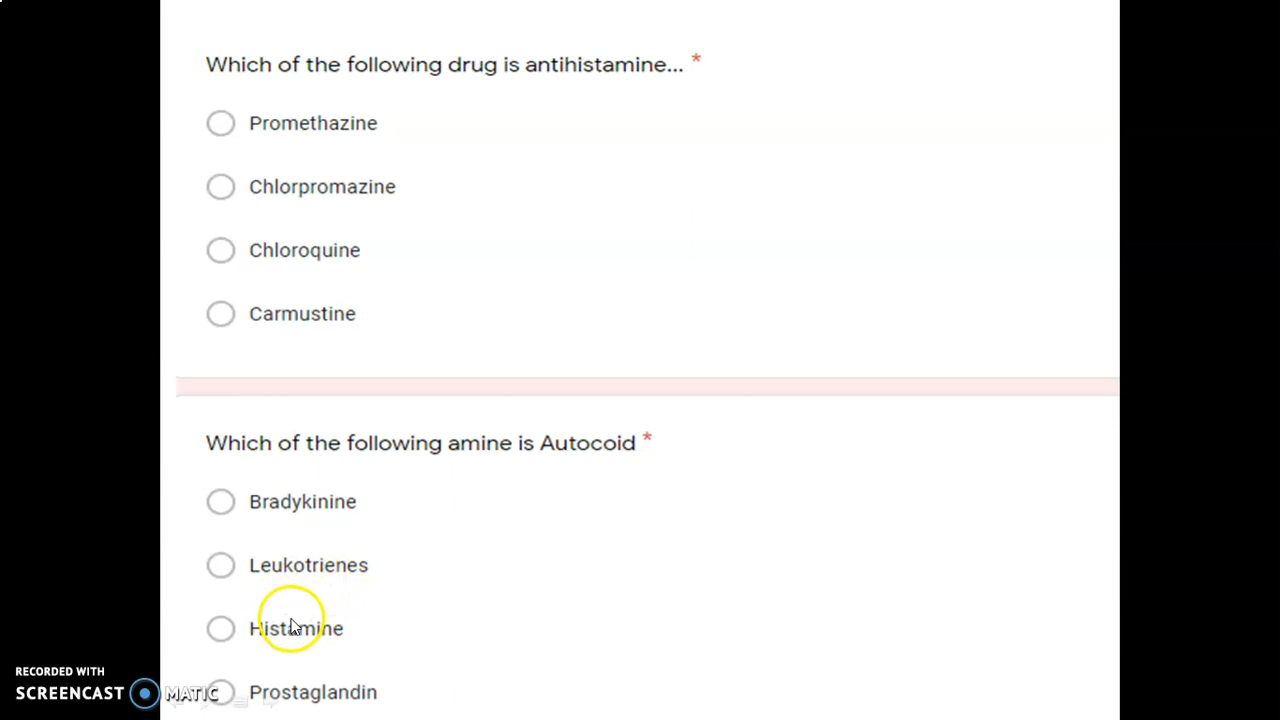 Which of the following drug is antihistamine... *
Promethazine
Chlorpromazine
Chloroquine
Carmustine
Which of the following amine is Autocoid *
Bradykinine
Leukotrienes
Histamine
Prostaglandin
RECORDED WITH
SCREENCAST MATIC